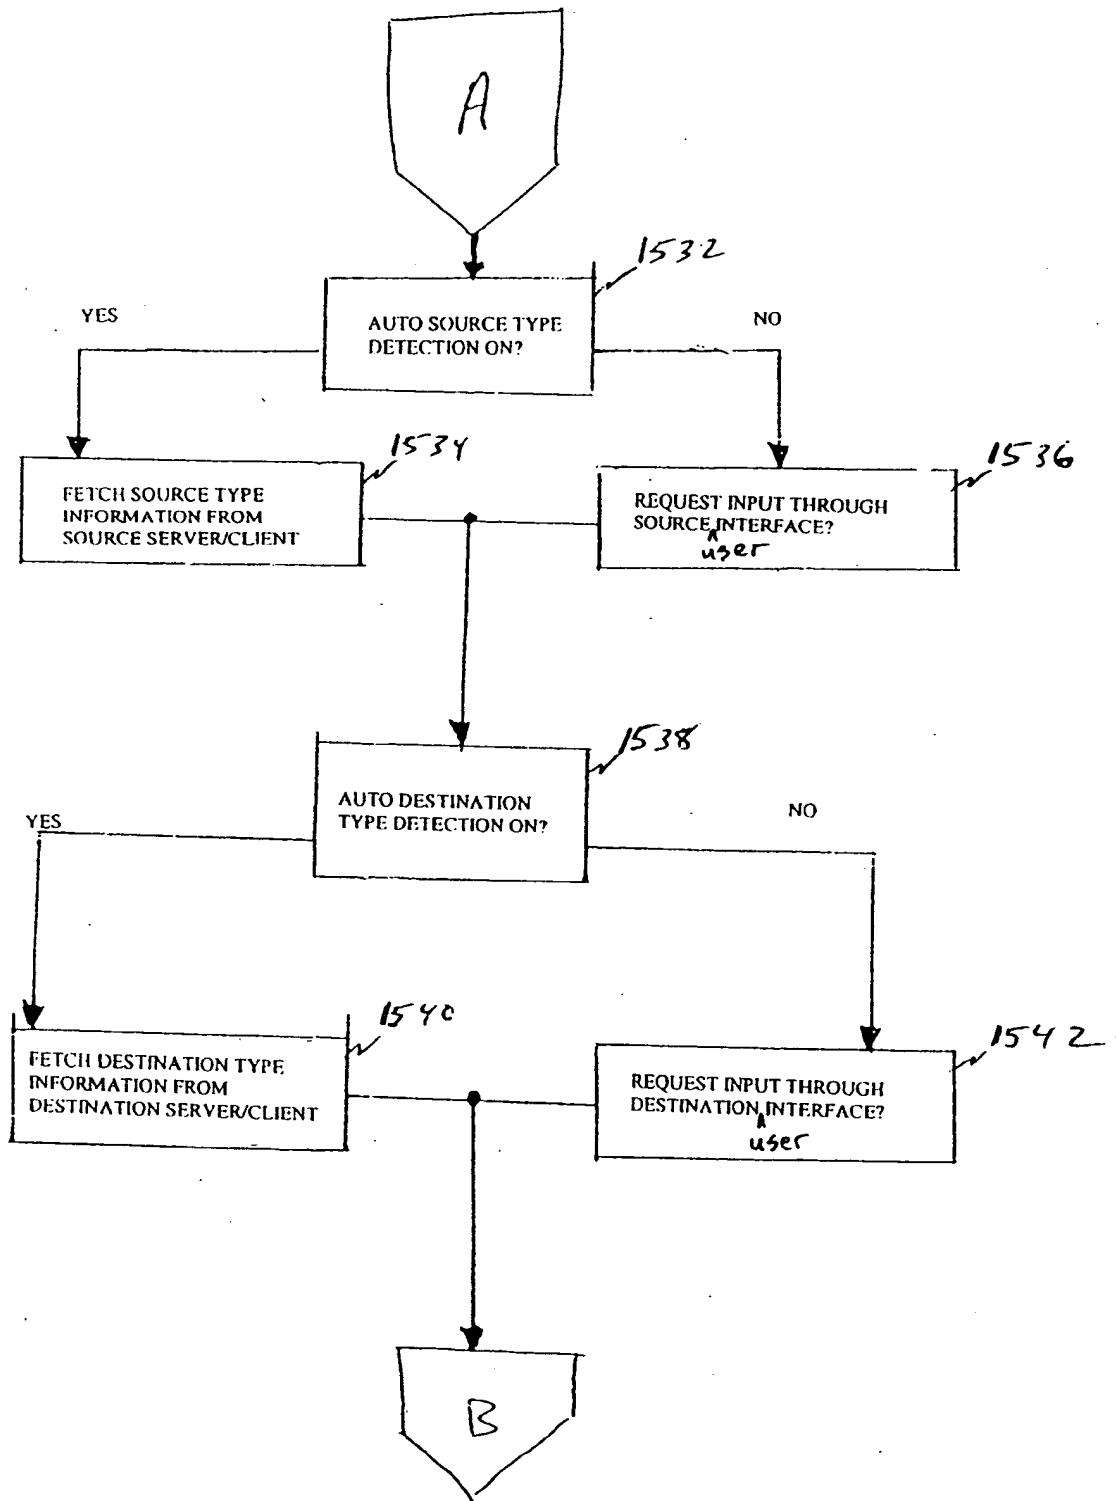 A
1532
YES
AUTO SOURCE TYPE
DETECTION ON?
NO
1534
1536
FETCH SOURCE TYPE
INFORMATION FROM
SOURCE SERVER/CLIENT
REQUEST INPUT THROUGH
SOURCE INTERFACE?
user
1538
AUTO DESTINATION
TYPE DETECTION ON?
YES
NO
1540
1542
FETCH DESTINATION TYPE
INFORMATION FROM
DESTINATION SERVER/CLIENT
REQUEST INPUT THROUGH
DESTINATION INTERFACE?
user
B